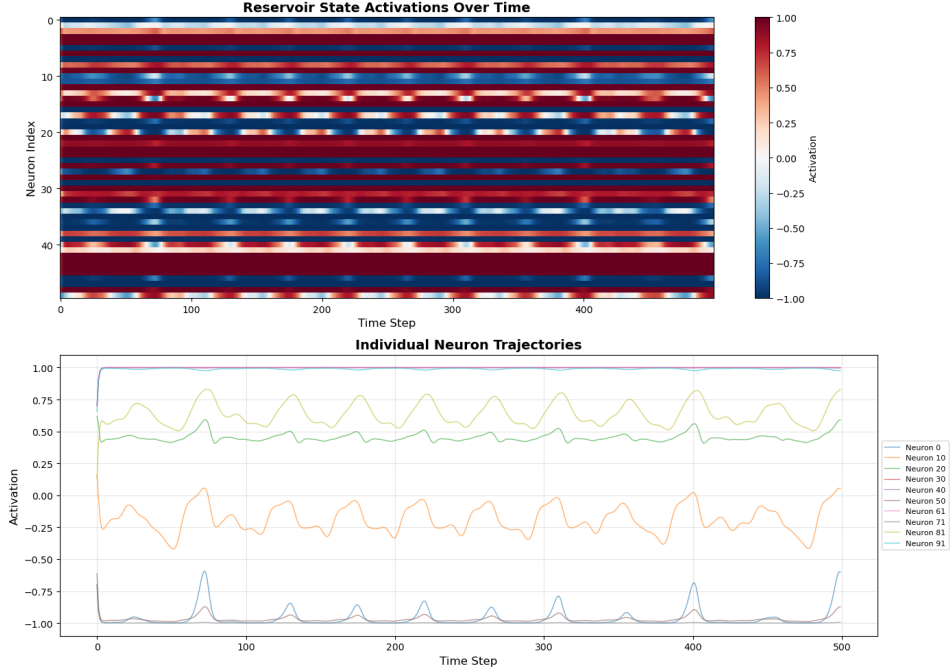 Reservoir State Activations Over Time
0
10
20
30
40
Neuron Index
0
100
200
300
400
Time Step
1.00
0.75
0.50
0.25
0.00
−0.25
−0.50
−0.75
−1.00
Activation
Individual Neuron Trajectories
1.00
0.75
0.50
0.25
0.00
−0.25
−0.50
−0.75
−1.00
Activation
0
100
200
300
400
500
Time Step
Neuron 0
Neuron 10
Neuron 20
Neuron 30
Neuron 40
Neuron 50
Neuron 61
Neuron 71
Neuron 81
Neuron 91